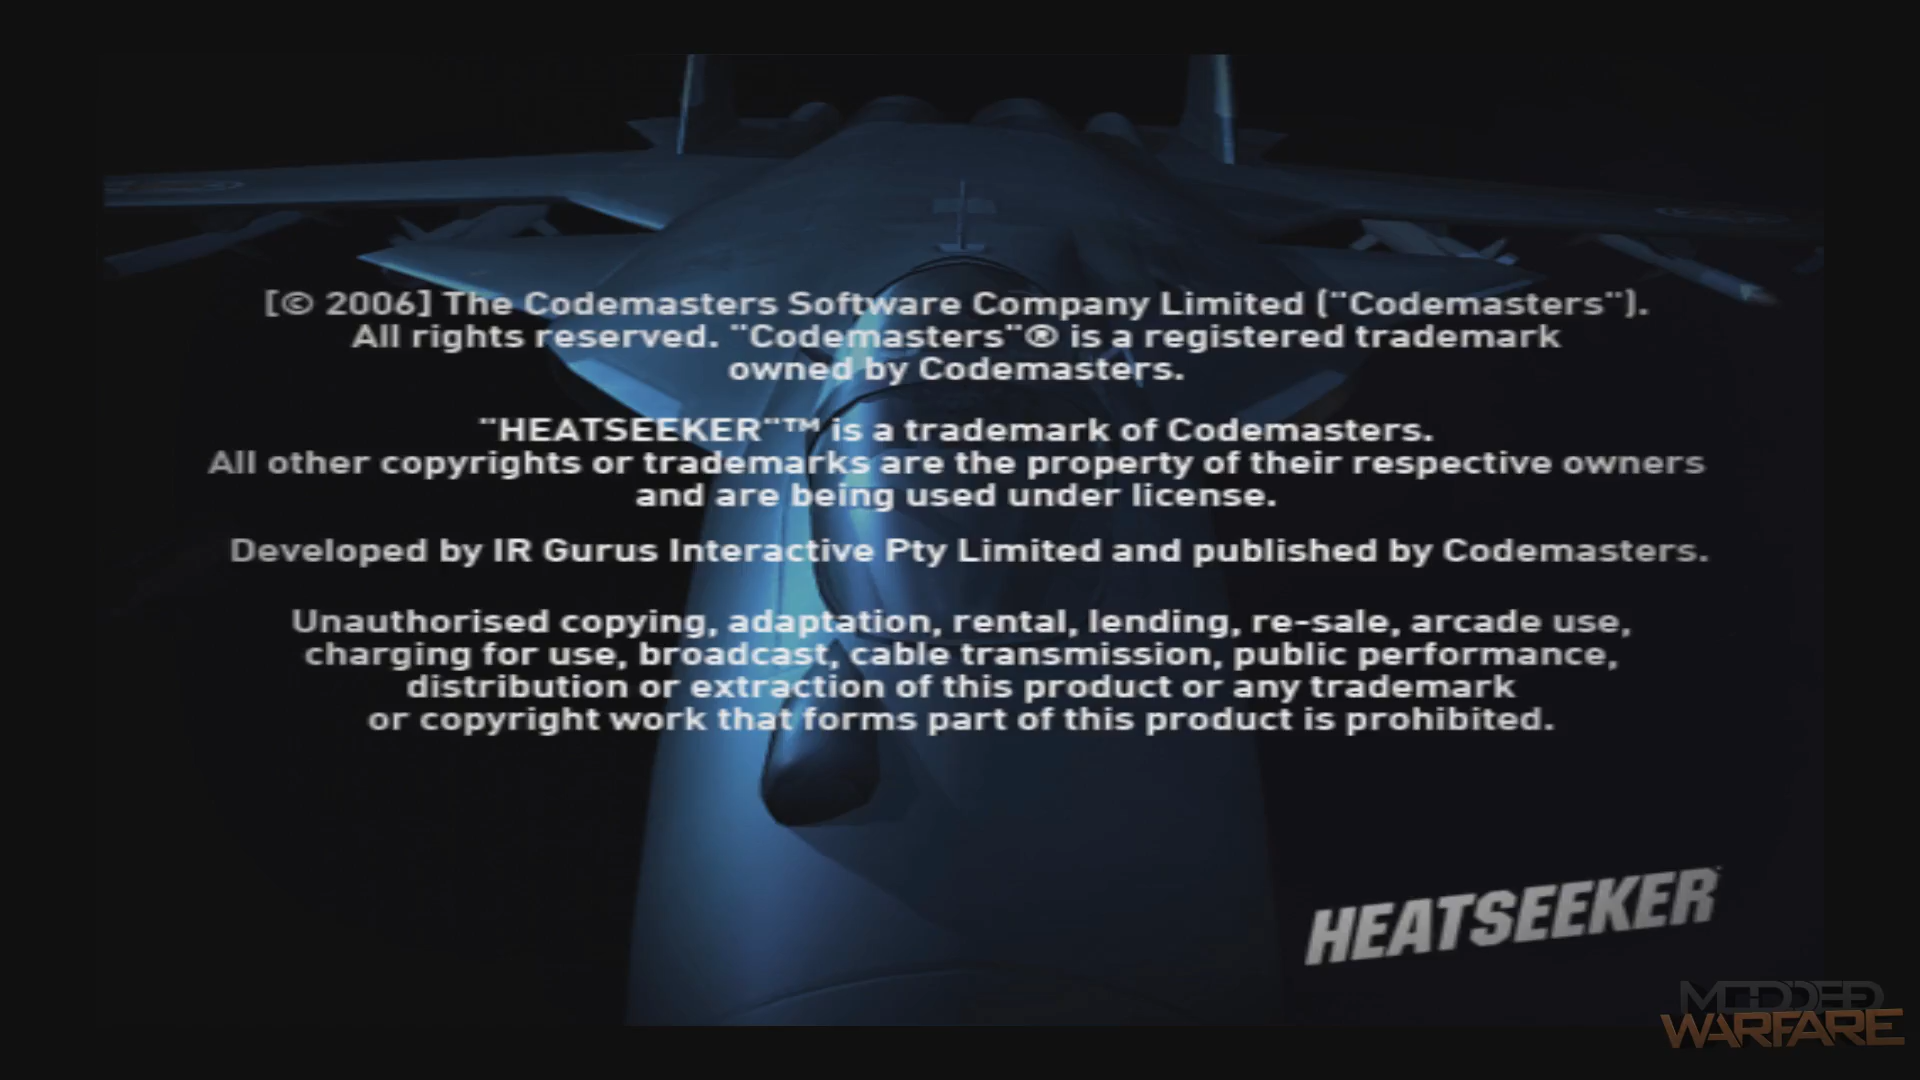 [© 2006] The Codemasters Software Company Limited ("Codemasters").
All rights reserved. "Codemasters"® is a registered trademark
owned by Codemasters.
"HEATSEEKER"™ is a trademark of Codemasters.
All other copyrights or trademarks are the property of their respective owners
and are being used under license.
Developed by IR Gurus Interactive Pty Limited and published by Codemasters.
Unauthorised copying, adaptation, rental, lending, re-sale, arcade use,
charging for use, broadcast, cable transmission, public performance,
distribution or extraction of this product or any trademark
or copyright work that forms part of this product is prohibited.
HEATSEEKER
MODDED
WARFARE